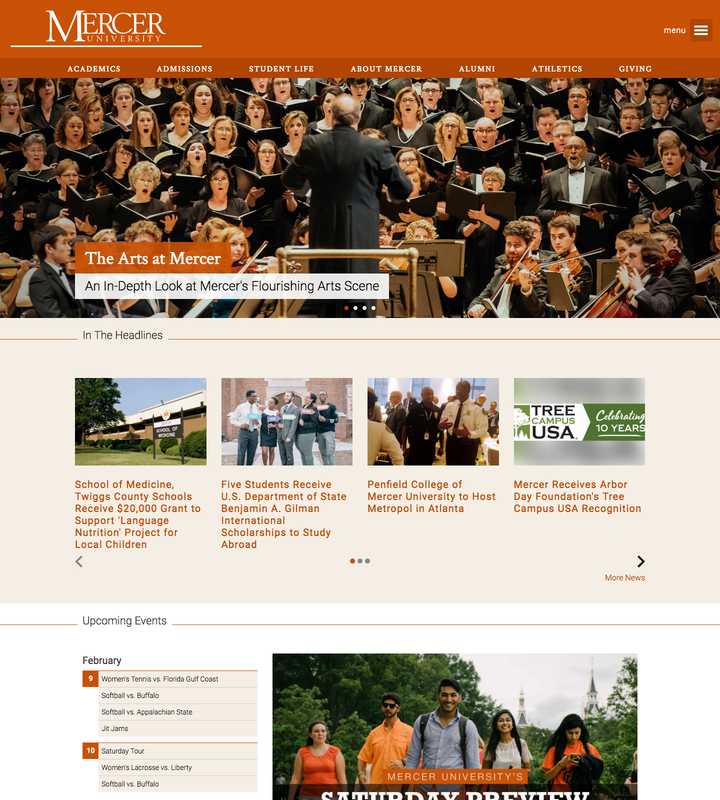 MERCER
UNIVERSITY
menu
ACADEMICS ADMISSIONS STUDENT LIFE ABOUT MERCER ALUMNI ATHLETICS GIVING
The Arts at Mercer
An In-Depth Look at Mercer's Flourishing Arts Scene
In The Headlines
SCHOOL OF
MEDICINE
TREE
CAMPUS
USA
Celebrating
10 YEARS
School of Medicine,
Twiggs County Schools
Receive $20,000 Grant to
Support 'Language
Nutrition' Project for
Local Children
Five Students Receive
U.S. Department of State
Benjamin A. Gilman
International
Scholarships to Study
Abroad
Penfield College of
Mercer University to Host
Metropol in Atlanta
Mercer Receives Arbor
Day Foundation's Tree
Campus USA Recognition
More News
Upcoming Events
February
9 Women's Tennis vs. Florida Gulf Coast
Softball vs. Buffalo
Softball vs. Appalachian State
Jit Jams
10 Saturday Tour
Women's Lacrosse vs. Liberty
Softball vs. Buffalo
MERCER UNIVERSITY'S
SATURDAY PREVIEW